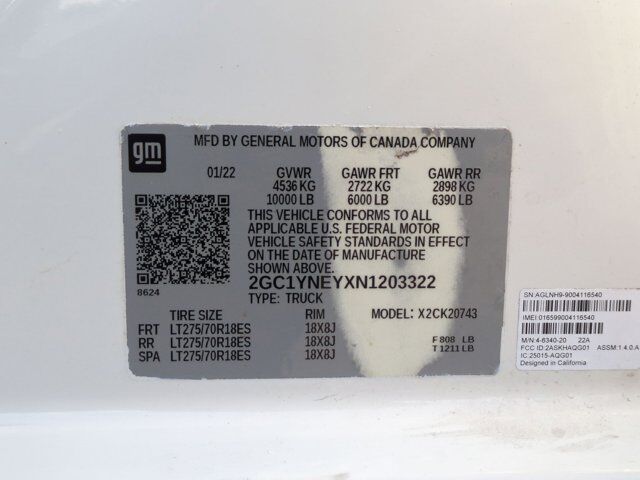 gm
MFD BY GENERAL MOTORS OF CANADA COMPANY
01/22 GVWR GAWR FRT GAWR RR
4536 KG 2722 KG 2898 KG
10000 LB 6000 LB 6390 LB
THIS VEHICLE CONFORMS TO ALL
APPLICABLE U.S. FEDERAL MOTOR
VEHICLE SAFETY STANDARDS IN EFFECT
ON THE DATE OF MANUFACTURE
SHOWN ABOVE.
8624
2GC1YNEYXN1203322
TYPE: TRUCK
TIRE SIZE RIM MODEL: X2CK20743
FRT LT275/70R18ES 18X8J
RR LT275/70R18ES 18X8J F 808 LB
SPA LT275/70R18ES 18X8J T 1211 LB
SN:AGLNH9-9004116540
IMEI:016599004116540
M/N:4-6340-20 22A
FCC ID:2ASKHAQG01 ASSM:1.4.0.A
IC:25015-AQG01
Designed in California